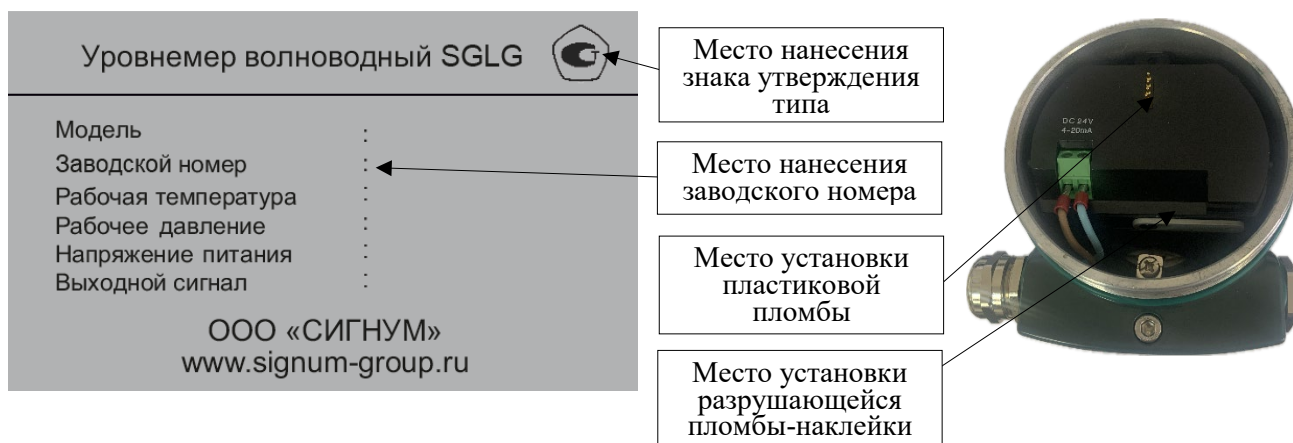 Уровнемер волноводный SGLG
Модель :
Заводской номер :
Рабочая температура :
Рабочее давление :
Напряжение питания :
Выходной сигнал :
ООО «СИГНУМ»
www.signum-group.ru
Место нанесения
знака утверждения
типа
Место нанесения
заводского номера
Место установки
пластиковой
пломбы
Место установки
разрушающейся
пломбы-наклейки
DC 24V
4-20mA